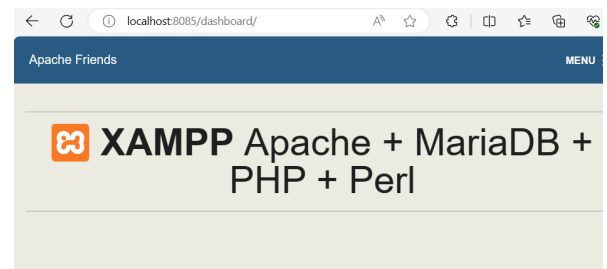 localhost:8085/dashboard/
Apache Friends
MENU
XAMPP Apache + MariaDB +
PHP + Perl